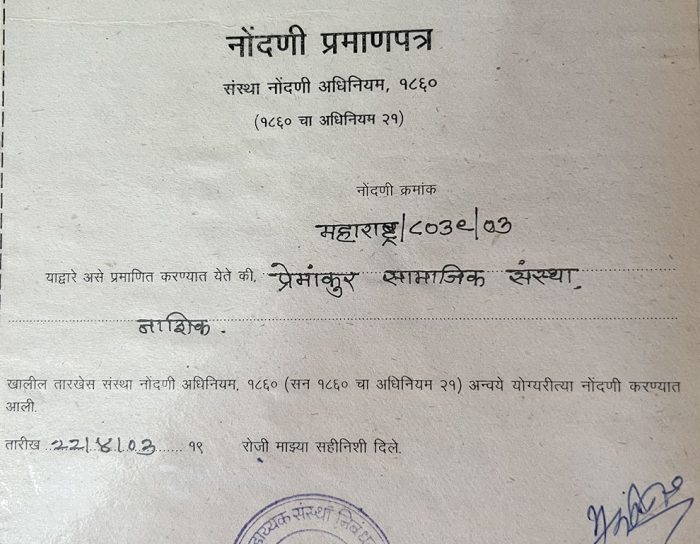 नोंदणी प्रमाणपत्र
संस्था नोंदणी अधिनियम, १८६०
(१८६० चा अधिनियम २१)
नोंदणी क्रमांक
महाराष्ट्र/८०३९/०३
याद्वारे असे प्रमाणित करण्यात येते की, प्रेमांकुर सामाजिक संस्था,
नाशिक.
खालील तारखेस संस्था नोंदणी अधिनियम, १८६० (सन १८६० चा अधिनियम २१) अन्वये योग्यरीत्या नोंदणी करण्यात
आली.
तारीख २२/४/०३ १९ रोजी माझ्या सहीनिशी दिले.
संस्था निबंधक